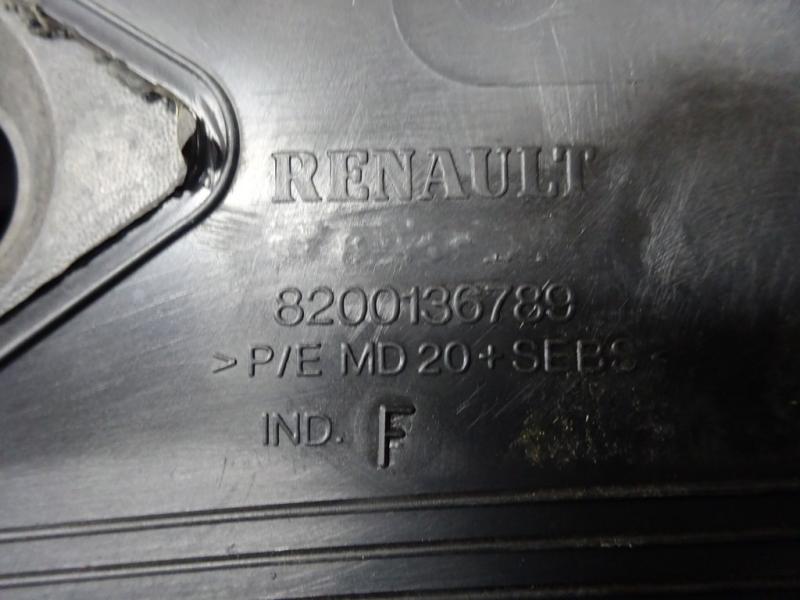 RENAULT
8200136789
>P/E MD 20 + SEBS<
IND. F